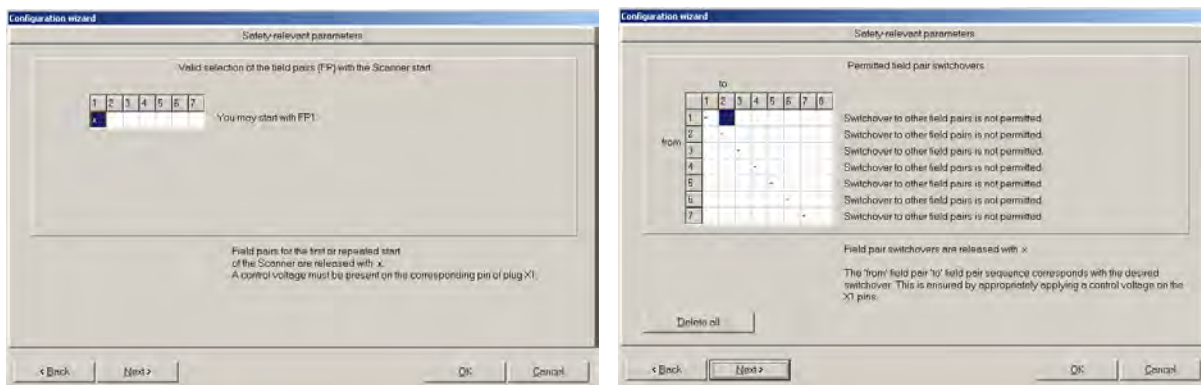 Configuration wizard
Safety-relevant parameters
Valid selection of the field pairs (FP) with the Scanner start
1 2 3 4 5 6 7
x
You may start with FP1.
Field pairs for the first or repeated start
of the Scanner are released with x.
A control voltage must be present on the corresponding pin of plug X1.
< Back
Next >
OK
Cancel
Configuration wizard
Safety-relevant parameters
Permitted field pair switchovers
to
1 2 3 4 5 6 7 8
from
1 - Switchover to other field pairs is not permitted.
2 - Switchover to other field pairs is not permitted.
3 - Switchover to other field pairs is not permitted.
4 - Switchover to other field pairs is not permitted.
5 - Switchover to other field pairs is not permitted.
6 - Switchover to other field pairs is not permitted.
7 - Switchover to other field pairs is not permitted.
Field pair switchovers are released with x.
The 'from' field pair 'to' field pair sequence corresponds with the desired
switchover. This is ensured by appropriately applying a control voltage on the
X1 pins.
Delete all
< Back
Next >
OK
Cancel